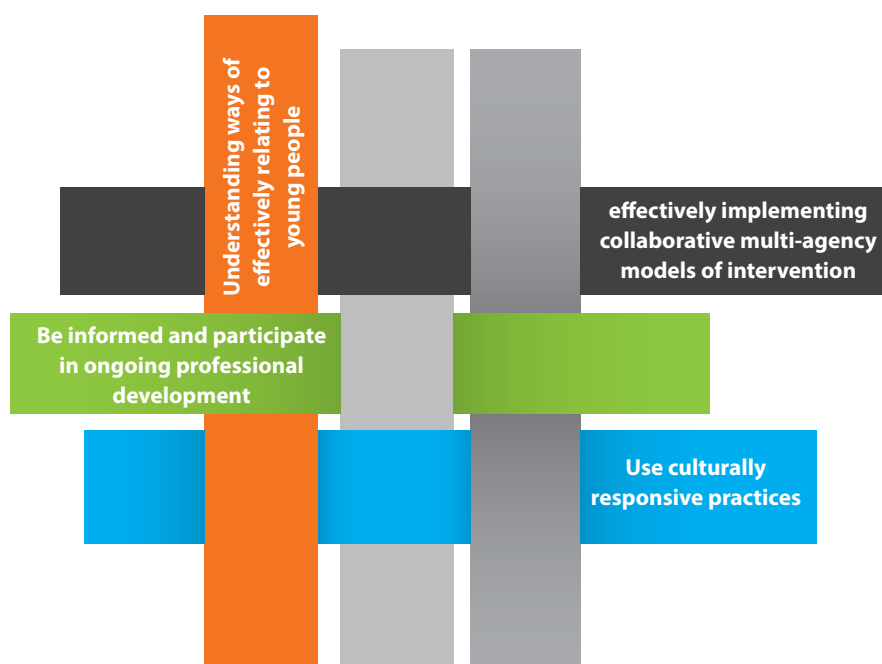 Understanding ways of
effectively relating to
young people
effectively implementing
collaborative multi-agency
models of intervention
Be informed and participate
in ongoing professional
development
Use culturally
responsive practices